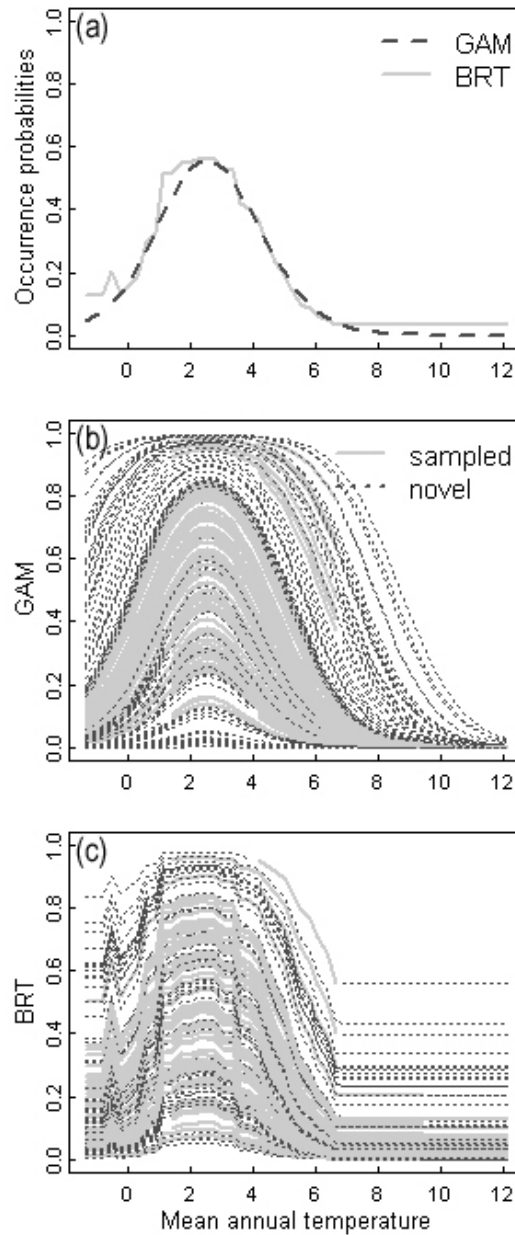 (a)
GAM
BRT
Occurrence probabilities
0.0 0.2 0.4 0.6 0.8 1.0
0 2 4 6 8 10 12
(b)
sampled
novel
GAM
0.0 0.2 0.4 0.6 0.8 1.0
0 2 4 6 8 10 12
(c)
BRT
0.0 0.2 0.4 0.6 0.8 1.0
0 2 4 6 8 10 12
Mean annual temperature